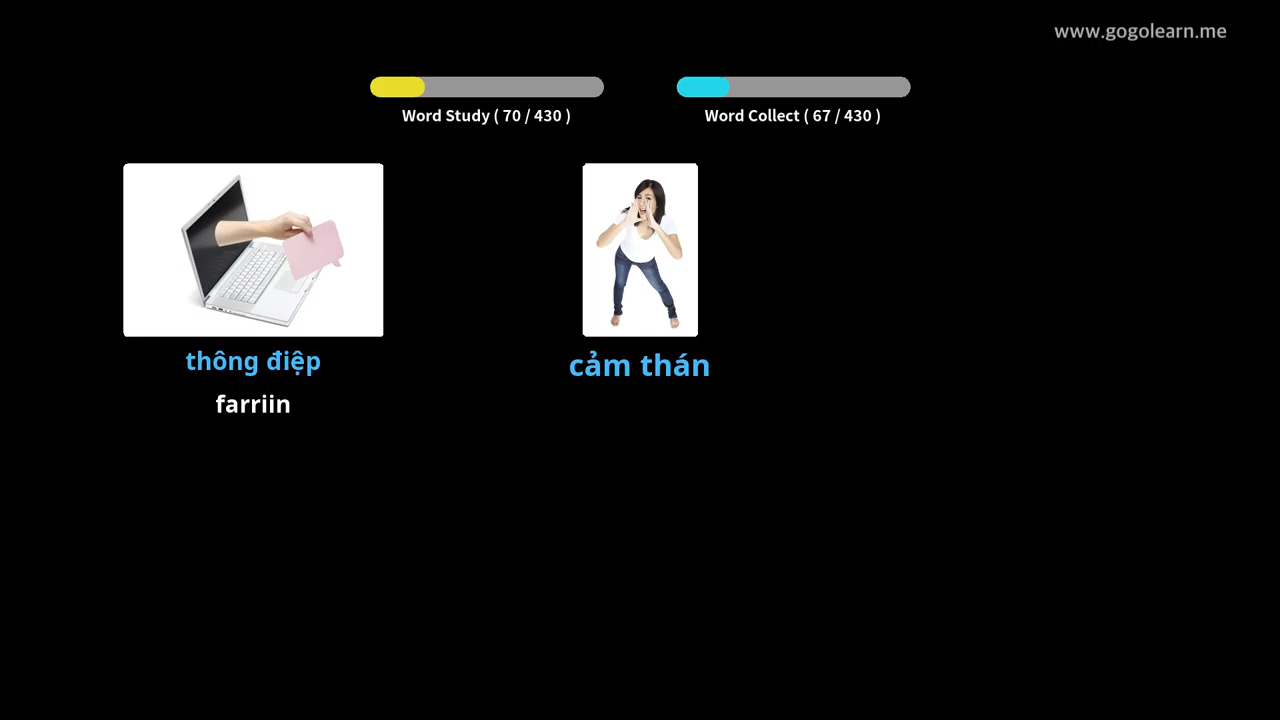 www.gogolearn.me
Word Study ( 70 / 430 )
Word Collect ( 67 / 430 )
thông điệp
farriin
cảm thán